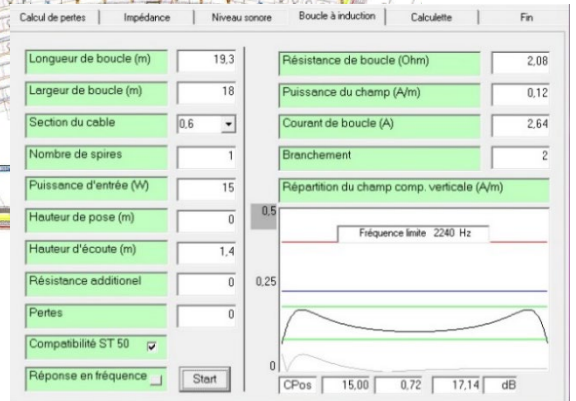 Calcul de pertes | Impédance | Niveau sonore | Boucle à induction | Calculette | Fin
Longueur de boucle (m) 19,3
Largeur de boucle (m) 18
Section du cable 0,6
Nombre de spires 1
Puissance d'entrée (W) 15
Hauteur de pose (m) 0
Hauteur d'écoute (m) 1,4
Résistance additionel 0
Pertes 0
Compatibilité ST 50
Réponse en fréquence Start
Résistance de boucle (Ohm) 2,08
Puissance du champ (A/m) 0,12
Courant de boucle (A) 2,64
Branchement 2
Répartition du champ comp. verticale (A/m)
0,5
Fréquence limite 2240 Hz
0,25
0
CPos 15,00 0,72 17,14 dB